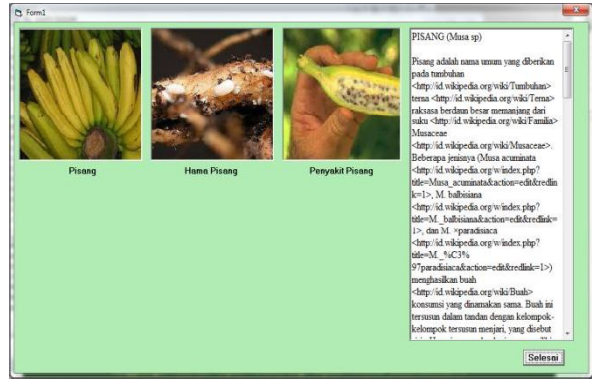 Form1
Pisang
Hama Pisang
Penyakit Pisang
PISANG (Musa sp)
Pisang adalah nama umum yang diberikan
pada tumbuhan
<http://id.wikipedia.org/wiki/Tumbuhan>
terna <http://id.wikipedia.org/wiki/Terna>
raksasa berdaun besar memanjang dari
suku <http://id.wikipedia.org/wiki/Familia>
Musaceae
<http://id.wikipedia.org/wiki/Musaceae>.
Beberapa jenisnya (Musa acuminata
<http://id.wikipedia.org/w/index.php?
title=Musa_acuminata&action=edit&redlin
k=1>, M. balbisiana
<http://id.wikipedia.org/w/index.php?
title=M._balbisiana&action=edit&redlink=
1>, dan M. ×paradisiaca
<http://id.wikipedia.org/w/index.php?
title=M._%C3%
97paradisiaca&action=edit&redlink=1>)
menghasilkan buah
<http://id.wikipedia.org/wiki/Buah>
konsumsi yang dinamakan sama. Buah ini
tersusun dalam tandan dengan kelompok-
kelompok tersusun menjari, yang disebut
Selesai